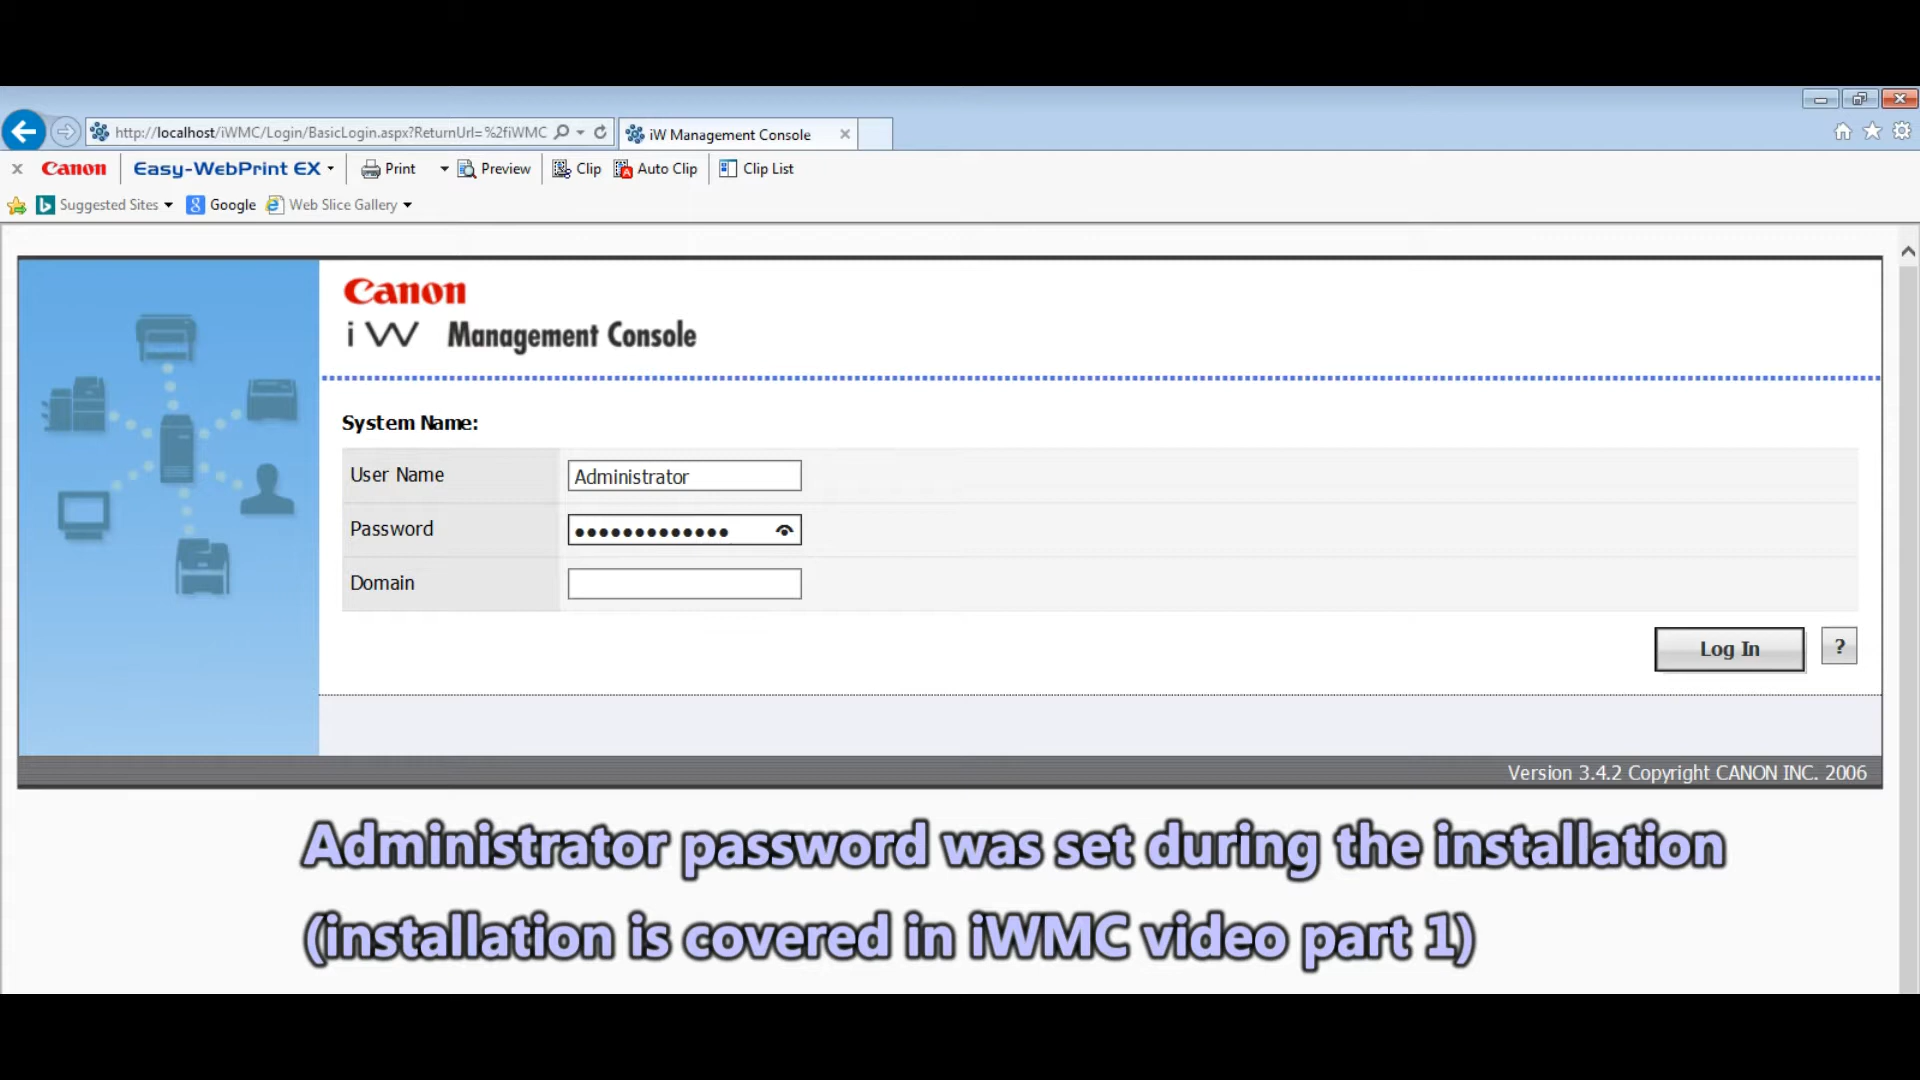 http://localhost/iWMC/Login/BasicLogin.aspx?ReturnUrl=%2fiWMC
iW Management Console
Canon Easy-WebPrint EX Print Preview Clip Auto Clip Clip List
Suggested Sites Google Web Slice Gallery
Canon
iW Management Console
System Name:
User Name Administrator
Password •••••••••••••
Domain
Log In ?
Version 3.4.2 Copyright CANON INC. 2006
Administrator password was set during the installation
(installation is covered in iWMC video part 1)